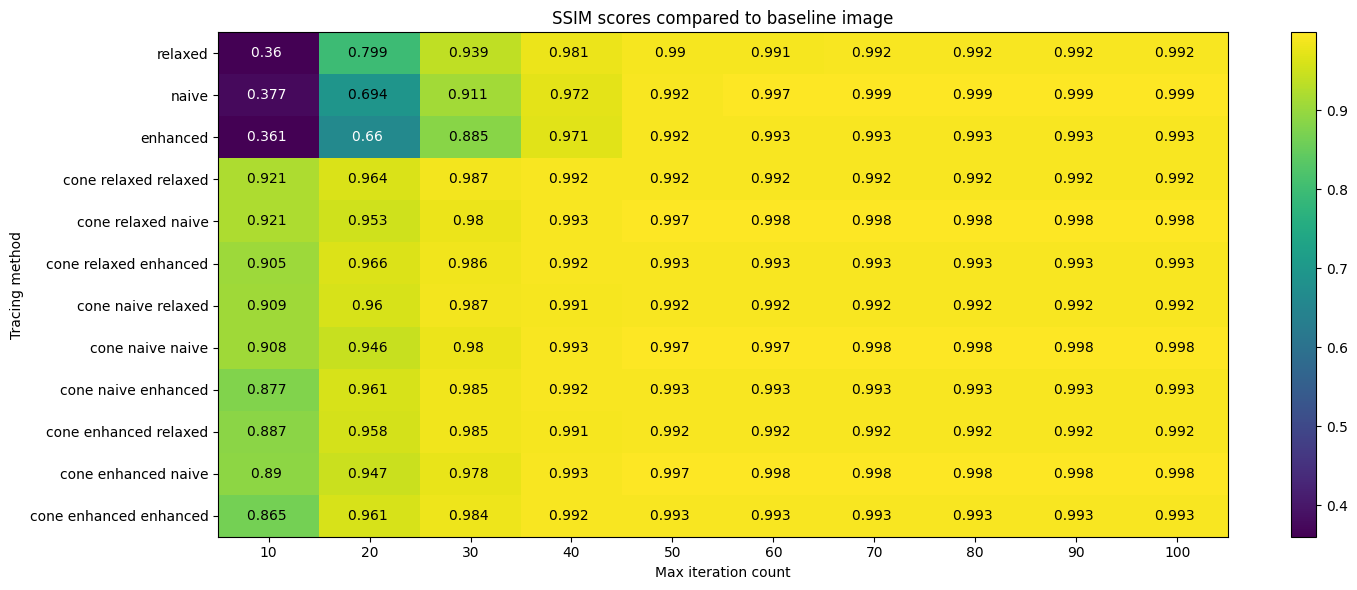 SSIM scores compared to baseline image
relaxed 0.36 0.799 0.939 0.981 0.99 0.991 0.992 0.992 0.992 0.992
naive 0.377 0.694 0.911 0.972 0.992 0.997 0.999 0.999 0.999 0.999
enhanced 0.361 0.66 0.885 0.971 0.992 0.993 0.993 0.993 0.993 0.993
cone relaxed relaxed 0.921 0.964 0.987 0.992 0.992 0.992 0.992 0.992 0.992 0.992
cone relaxed naive 0.921 0.953 0.98 0.993 0.997 0.998 0.998 0.998 0.998 0.998
cone relaxed enhanced 0.905 0.966 0.986 0.992 0.993 0.993 0.993 0.993 0.993 0.993
cone naive relaxed 0.909 0.96 0.987 0.991 0.992 0.992 0.992 0.992 0.992 0.992
cone naive naive 0.908 0.946 0.98 0.993 0.997 0.997 0.998 0.998 0.998 0.998
cone naive enhanced 0.877 0.961 0.985 0.992 0.993 0.993 0.993 0.993 0.993 0.993
cone enhanced relaxed 0.887 0.958 0.985 0.991 0.992 0.992 0.992 0.992 0.992 0.992
cone enhanced naive 0.89 0.947 0.978 0.993 0.997 0.998 0.998 0.998 0.998 0.998
cone enhanced enhanced 0.865 0.961 0.984 0.992 0.993 0.993 0.993 0.993 0.993 0.993
10 20 30 40 50 60 70 80 90 100
Max iteration count
Tracing method
0.9
0.8
0.7
0.6
0.5
0.4